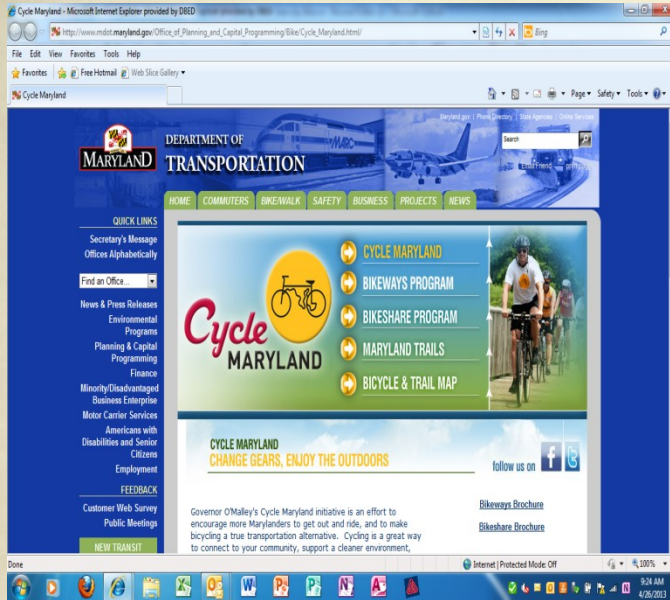 Cycle Maryland - Microsoft Internet Explorer provided by DBED
http://www.mdot.maryland.gov/Office_of_Planning_and_Capital_Programming/Bike/Cycle_Maryland.html/
Bing
File Edit View Favorites Tools Help
Favorites Free Hotmail Web Slice Gallery
Cycle Maryland
Page Safety Tools
Maryland.gov | Phone Directory | State Agencies | Online Services
MARYLAND
DEPARTMENT OF
TRANSPORTATION
MARC
Search
Email Friend
HOME COMMUTERS BIKE/WALK SAFETY BUSINESS PROJECTS NEWS
QUICK LINKS
Secretary's Message
Offices Alphabetically
Find an Office...
News & Press Releases
Environmental
Programs
Planning & Capital
Programming
Finance
Minority/Disadvantaged
Business Enterprise
Motor Carrier Services
Americans with
Disabilities and Senior
Citizens
Employment
FEEDBACK
Customer Web Survey
Public Meetings
NEW TRANSIT
Cycle
MARYLAND
CYCLE MARYLAND
BIKEWAYS PROGRAM
BIKESHARE PROGRAM
MARYLAND TRAILS
BICYCLE & TRAIL MAP
CYCLE MARYLAND
CHANGE GEARS, ENJOY THE OUTDOORS
follow us on
Governor O'Malley's Cycle Maryland initiative is an effort to
encourage more Marylanders to get out and ride, and to make
bicycling a true transportation alternative. Cycling is a great way
to connect to your community, support a cleaner environment,
Bikeways Brochure
Bikeshare Brochure
Done
Internet | Protected Mode: Off
100%
9:24 AM
4/26/2013